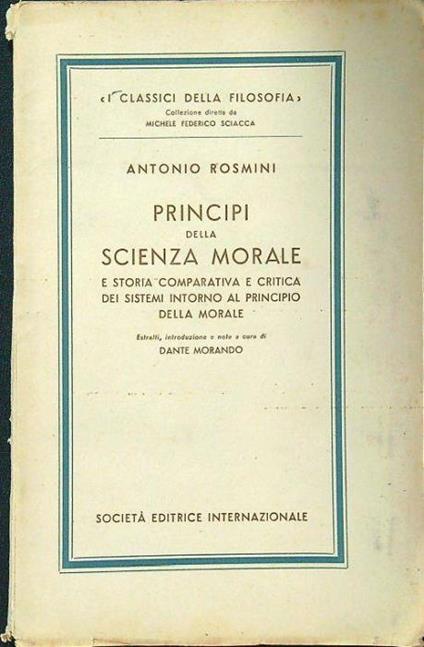 «I CLASSICI DELLA FILOSOFIA»
Collezione diretta da
MICHELE FEDERICO SCIACCA
ANTONIO ROSMINI
PRINCIPI
DELLA
SCIENZA MORALE
E STORIA COMPARATIVA E CRITICA
DEI SISTEMI INTORNO AL PRINCIPIO
DELLA MORALE
Estratti, introduzione e note a cura di
DANTE MORANDO
SOCIETÀ EDITRICE INTERNAZIONALE